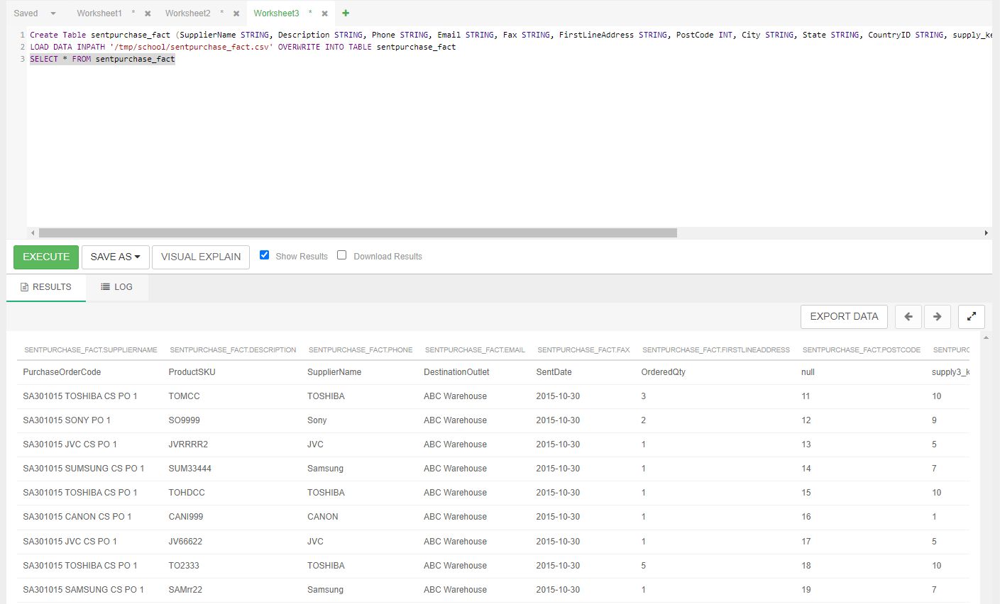 Saved Worksheet1 * Worksheet2 * Worksheet3 *
1 Create Table sentpurchase_fact (SupplierName STRING, Description STRING, Phone STRING, Email STRING, Fax STRING, FirstLineAddress STRING, PostCode INT, City STRING, State STRING, CountryID STRING, supply_ke
2 LOAD DATA INPATH '/tmp/school/sentpurchase_fact.csv' OVERWRITE INTO TABLE sentpurchase_fact
3 SELECT * FROM sentpurchase_fact
EXECUTE SAVE AS VISUAL EXPLAIN Show Results Download Results
RESULTS LOG
EXPORT DATA
SENTPURCHASE_FACT.SUPPLIERNAME SENTPURCHASE_FACT.DESCRIPTION SENTPURCHASE_FACT.PHONE SENTPURCHASE_FACT.EMAIL SENTPURCHASE_FACT.FAX SENTPURCHASE_FACT.FIRSTLINEADDRESS SENTPURCHASE_FACT.POSTCODE SENTPURC
PurchaseOrderCode ProductSKU SupplierName DestinationOutlet SentDate OrderedQty null supply3_k
SA301015 TOSHIBA CS PO 1 TOMCC TOSHIBA ABC Warehouse 2015-10-30 3 11 10
SA301015 SONY PO 1 SO9999 Sony ABC Warehouse 2015-10-30 2 12 9
SA301015 JVC CS PO 1 JVRRRR2 JVC ABC Warehouse 2015-10-30 1 13 5
SA301015 SUMSUNG CS PO 1 SUM33444 Samsung ABC Warehouse 2015-10-30 1 14 7
SA301015 TOSHIBA CS PO 1 TOHDCC TOSHIBA ABC Warehouse 2015-10-30 1 15 10
SA301015 CANON CS PO 1 CANI999 CANON ABC Warehouse 2015-10-30 1 16 1
SA301015 JVC CS PO 1 JV66622 JVC ABC Warehouse 2015-10-30 1 17 5
SA301015 TOSHIBA CS PO 1 TO2333 TOSHIBA ABC Warehouse 2015-10-30 5 18 10
SA301015 SAMSUNG CS PO 1 SAMrr22 Samsung ABC Warehouse 2015-10-30 1 19 7